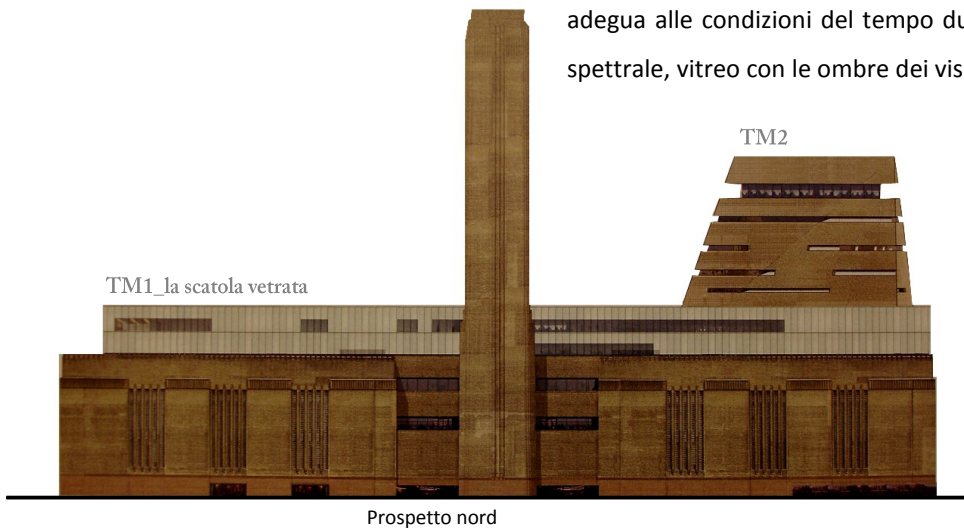 adegua alle condizioni del tempo du
spettrale, vitreo con le ombre dei vis
TM2
TM1_la scatola vetrata
Prospetto nord